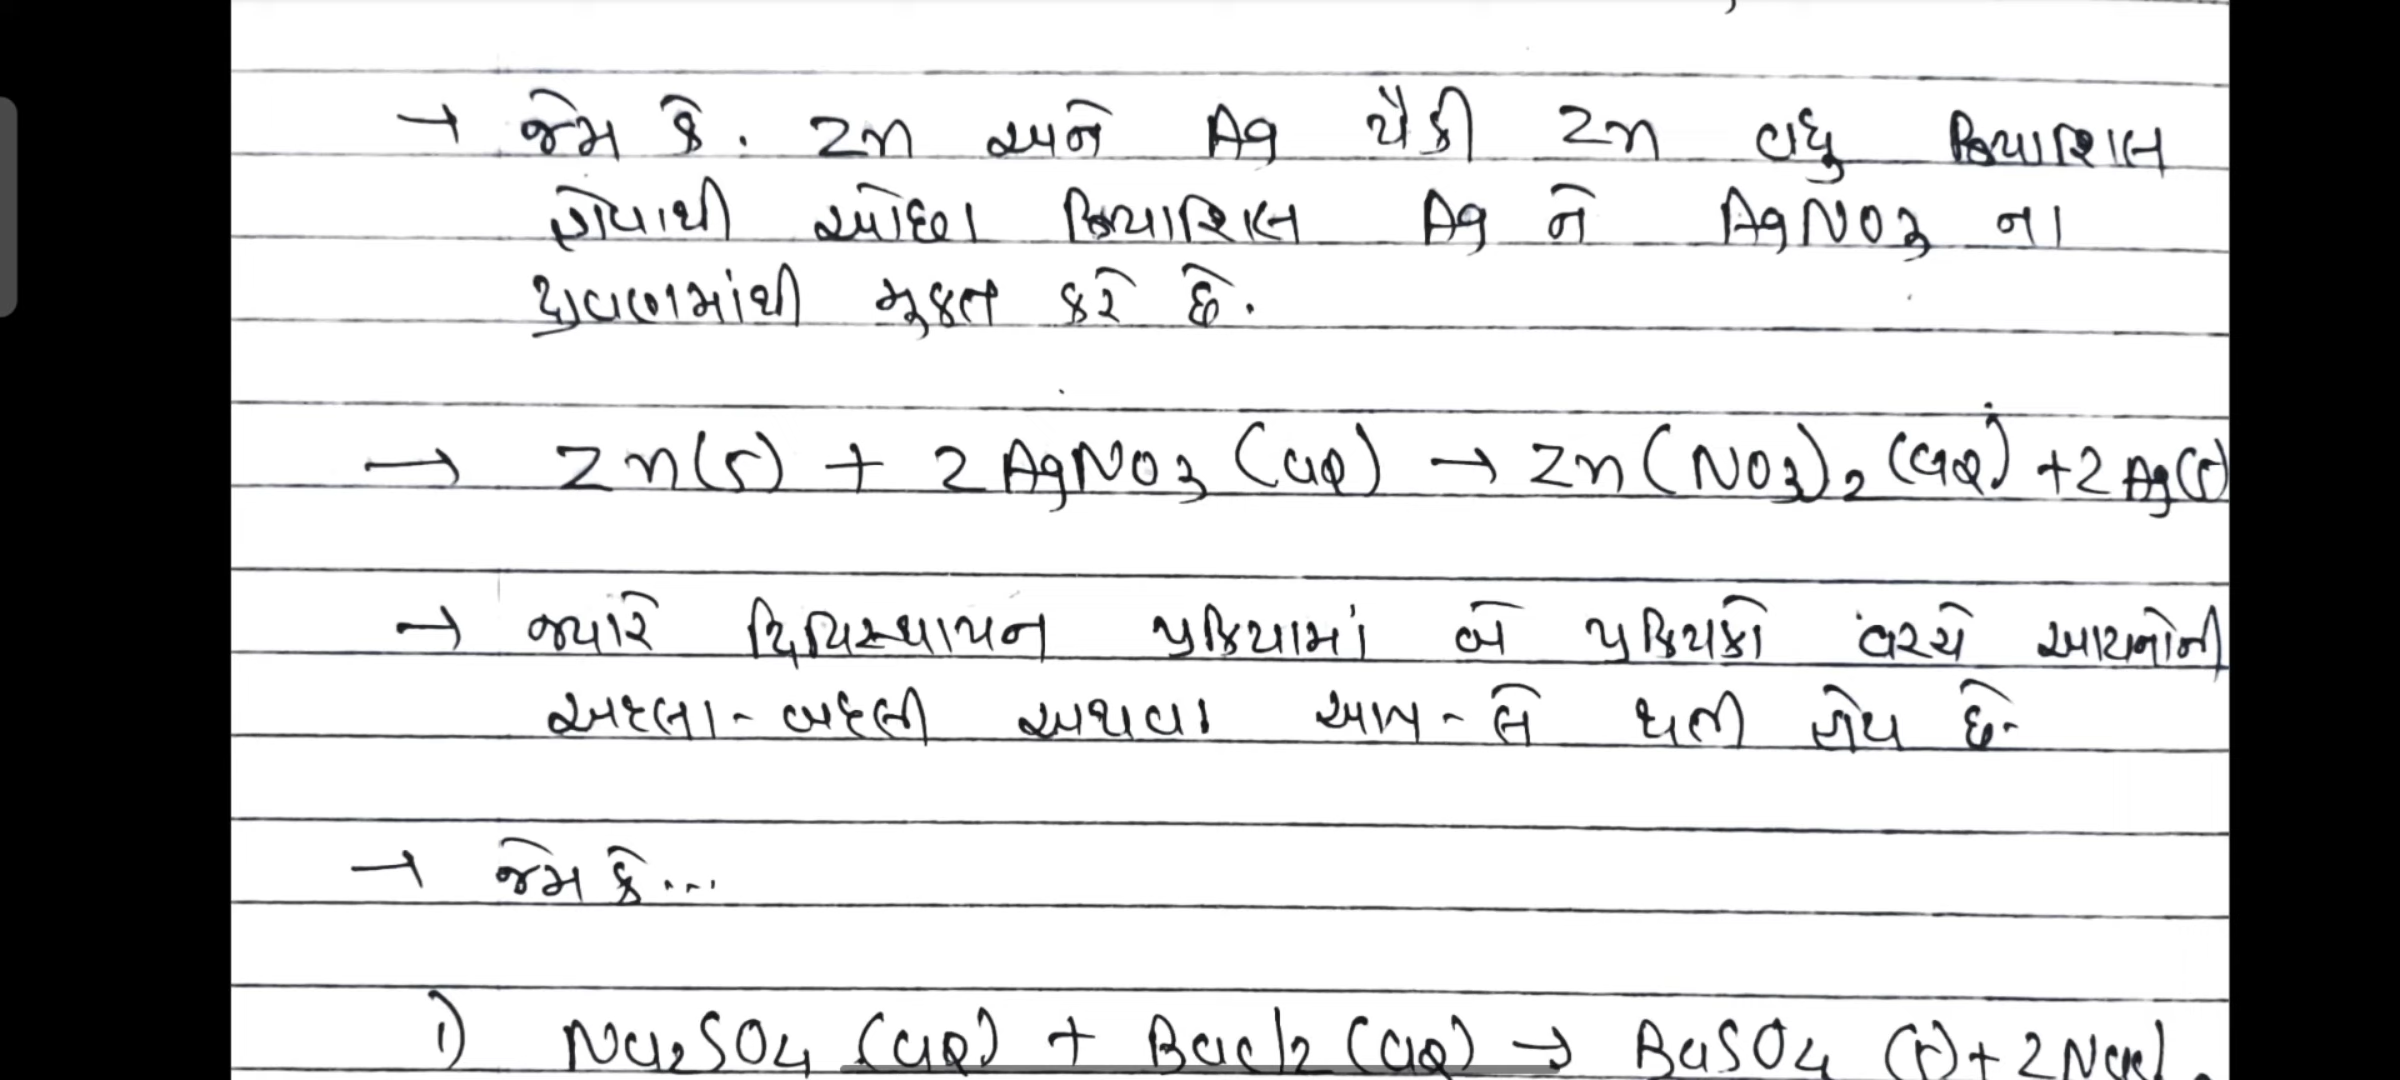 → જેમ કે. Zn અને Ag પૈકી Zn વધુ ક્રિયાશિલ
હોવાથી ઓછા ક્રિયાશિલ Ag ને AgNO3 ના
દ્રાવણમાંથી મુક્ત કરે છે.
→ Zn(s) + 2AgNO3 (aq) → Zn(NO3)2 (aq) + 2Ag(s)
→ જ્યારે દ્વિવિસ્થાપન પ્રક્રિયામાં બે પ્રક્રિયકો વચ્ચે આયનોની
અદલા-બદલી અથવા આપ-લે થતી હોય છે.
→ જેમ કે...
1) Na2SO4 (aq) + BaCl2 (aq) → BaSO4 (s) + 2NaCl